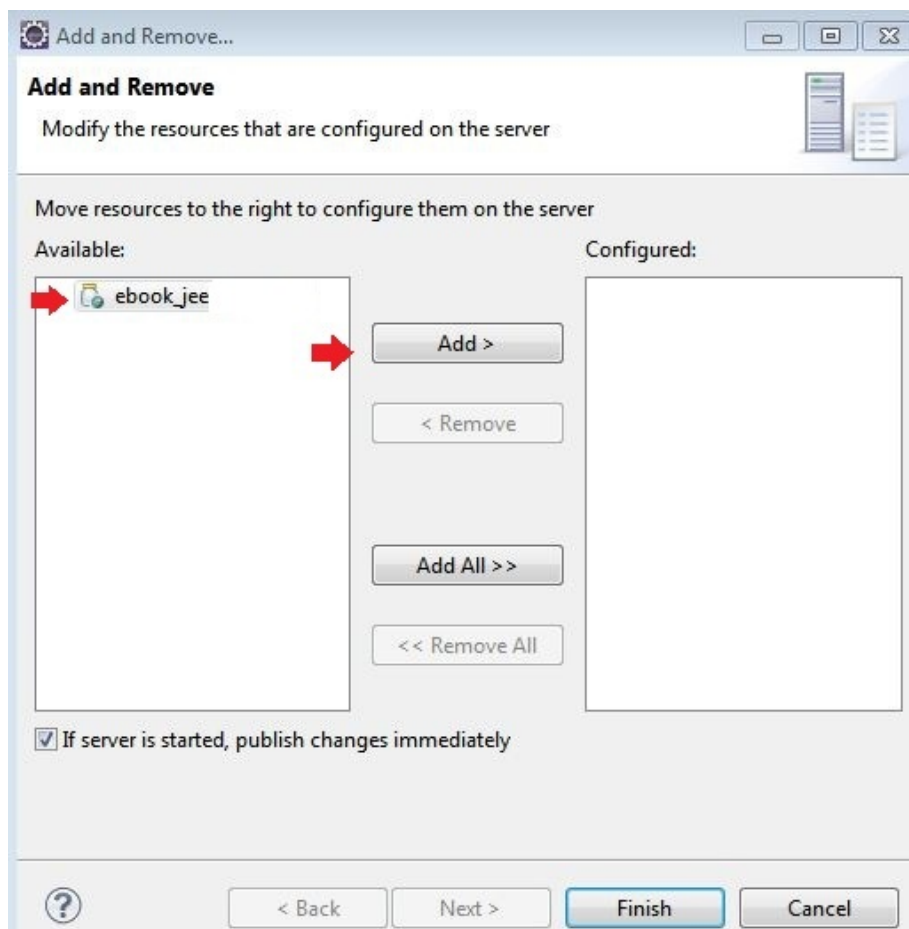 Add and Remove...
Add and Remove
Modify the resources that are configured on the server
Move resources to the right to configure them on the server
Available:
Configured:
ebook_jee
Add >
< Remove
Add All >>
<< Remove All
If server is started, publish changes immediately
?
< Back
Next >
Finish
Cancel